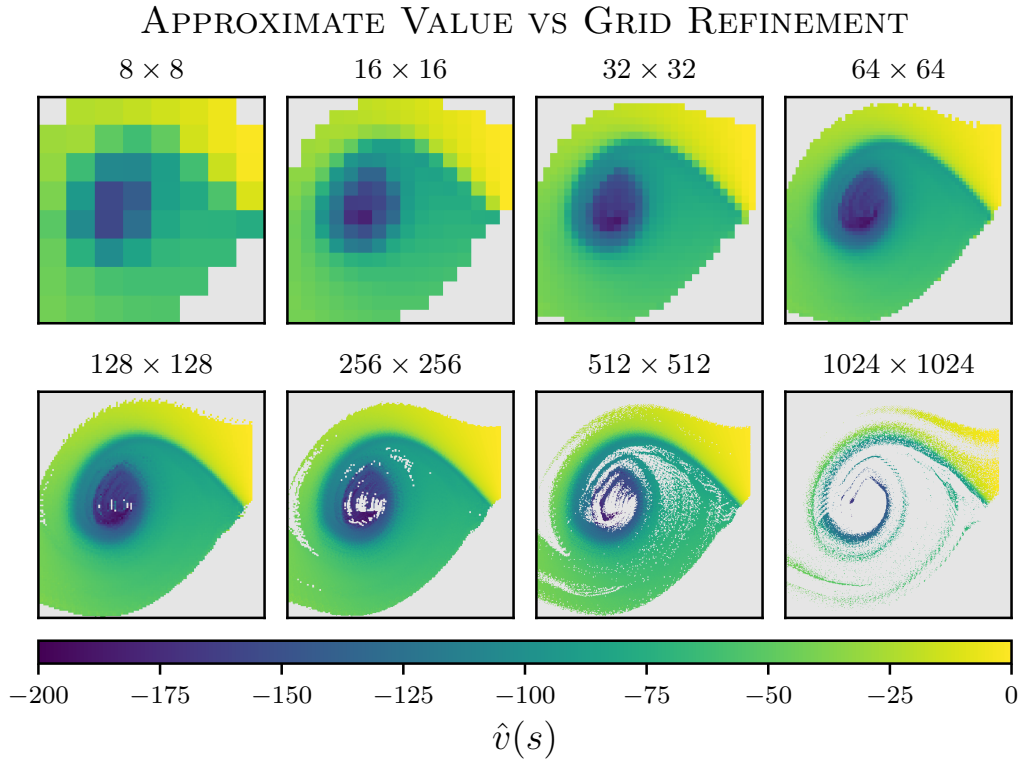 APPROXIMATE VALUE VS GRID REFINEMENT
8 × 8 16 × 16 32 × 32 64 × 64
128 × 128 256 × 256 512 × 512 1024 × 1024
−200 −175 −150 −125 −100 −75 −50 −25 0
v̂(s)